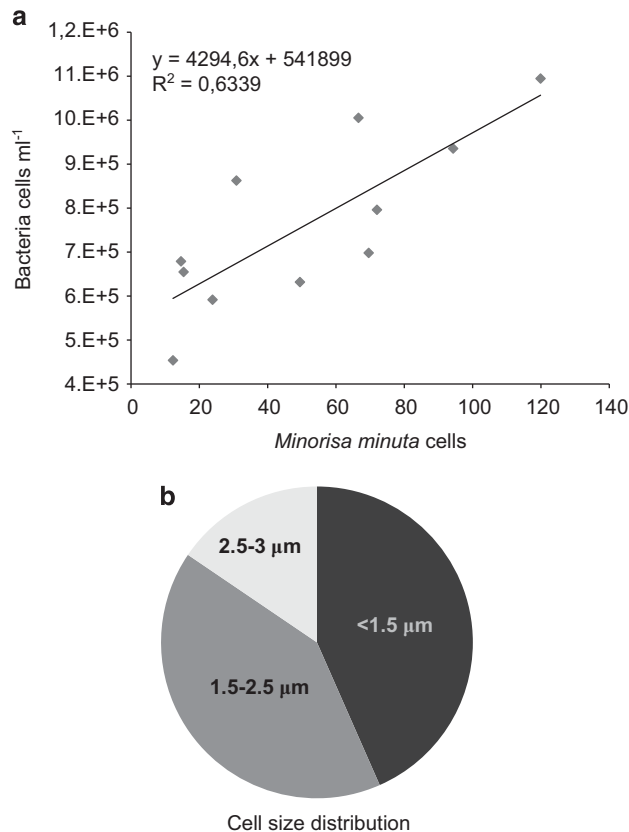 a
1,2.E+6
11.E+6
10.E+6
9.E+5
8.E+5
7.E+5
6.E+5
5.E+5
4.E+5
Bacteria cells ml-1
y = 4294,6x + 541899
R2 = 0,6339
0 20 40 60 80 100 120 140
Minorisa minuta cells
b
2.5-3 μm
<1.5 μm
1.5-2.5 μm
Cell size distribution